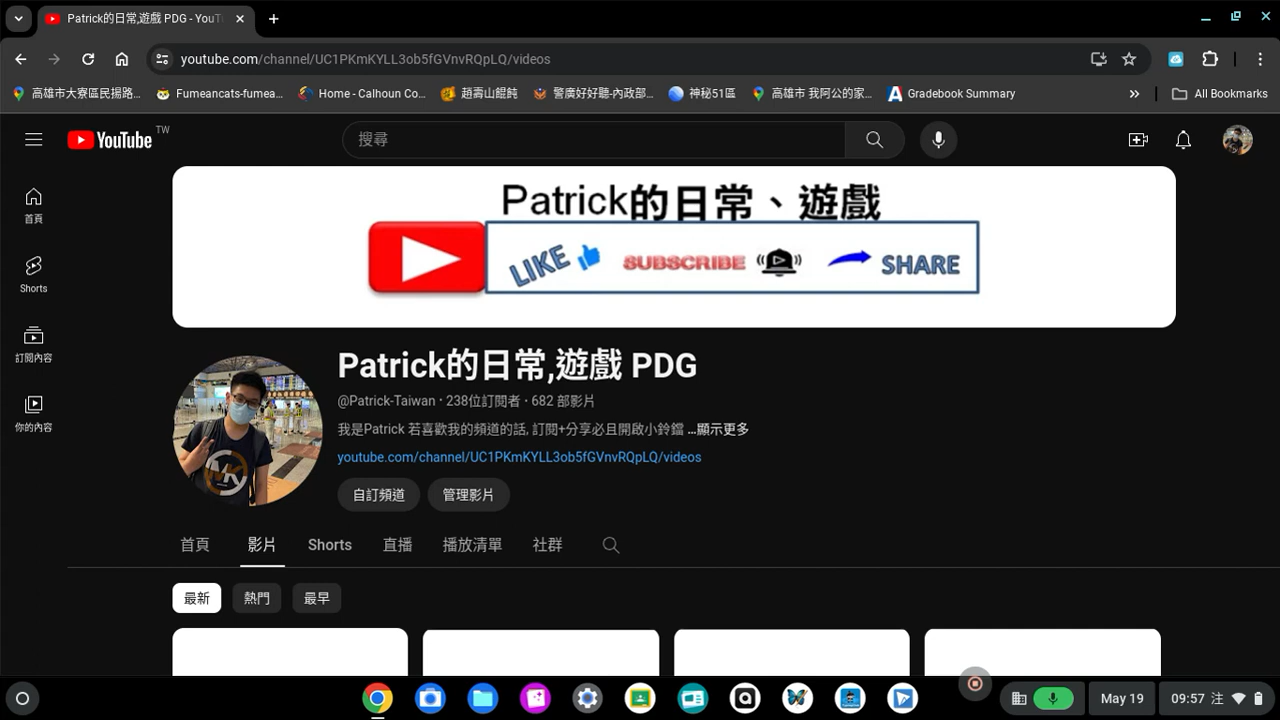 Patrick的日常,遊戲 PDG - YouT
youtube.com/channel/UC1PKmKYLL3ob5fGVnvRQpLQ/videos
高雄市大寮區民揚路... Fumeancats-fumea... Home - Calhoun Co... 趙壽山餛飩 警廣好好聽-內政部... 神秘51區 高雄市 我阿公的家... Gradebook Summary » All Bookmarks
YouTube TW
搜尋
首頁
Shorts
訂閱內容
你的內容
Patrick的日常、遊戲
LIKE SUBSCRIBE SHARE
Patrick的日常,遊戲 PDG
@Patrick-Taiwan · 238位訂閱者 · 682 部影片
我是Patrick 若喜歡我的頻道的話, 訂閱+分享必且開啟小鈴鐺 ...顯示更多
youtube.com/channel/UC1PKmKYLL3ob5fGVnvRQpLQ/videos
自訂頻道 管理影片
首頁 影片 Shorts 直播 播放清單 社群
最新 熱門 最早
May 19 09:57 注